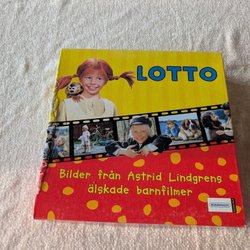 LOTTO
Bilder från Astrid Lindgrens
älskade barnfilmer